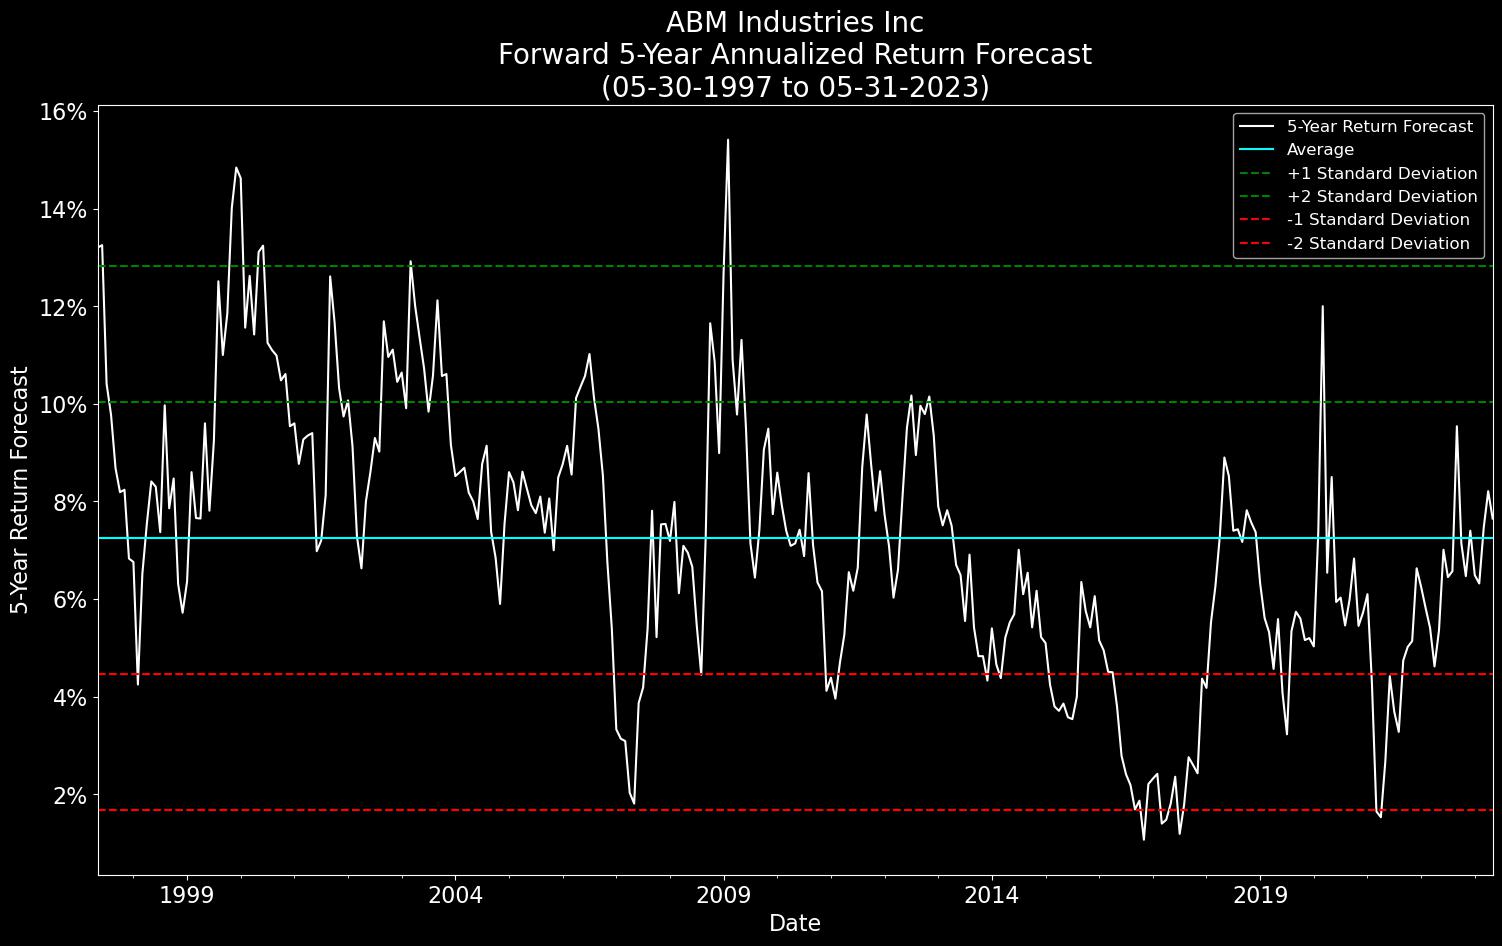 ABM Industries Inc
Forward 5-Year Annualized Return Forecast
(05-30-1997 to 05-31-2023)
16%
14%
12%
10%
8%
6%
4%
2%
5-Year Return Forecast
5-Year Return Forecast
Average
+1 Standard Deviation
+2 Standard Deviation
-1 Standard Deviation
-2 Standard Deviation
1999 2004 2009 2014 2019
Date